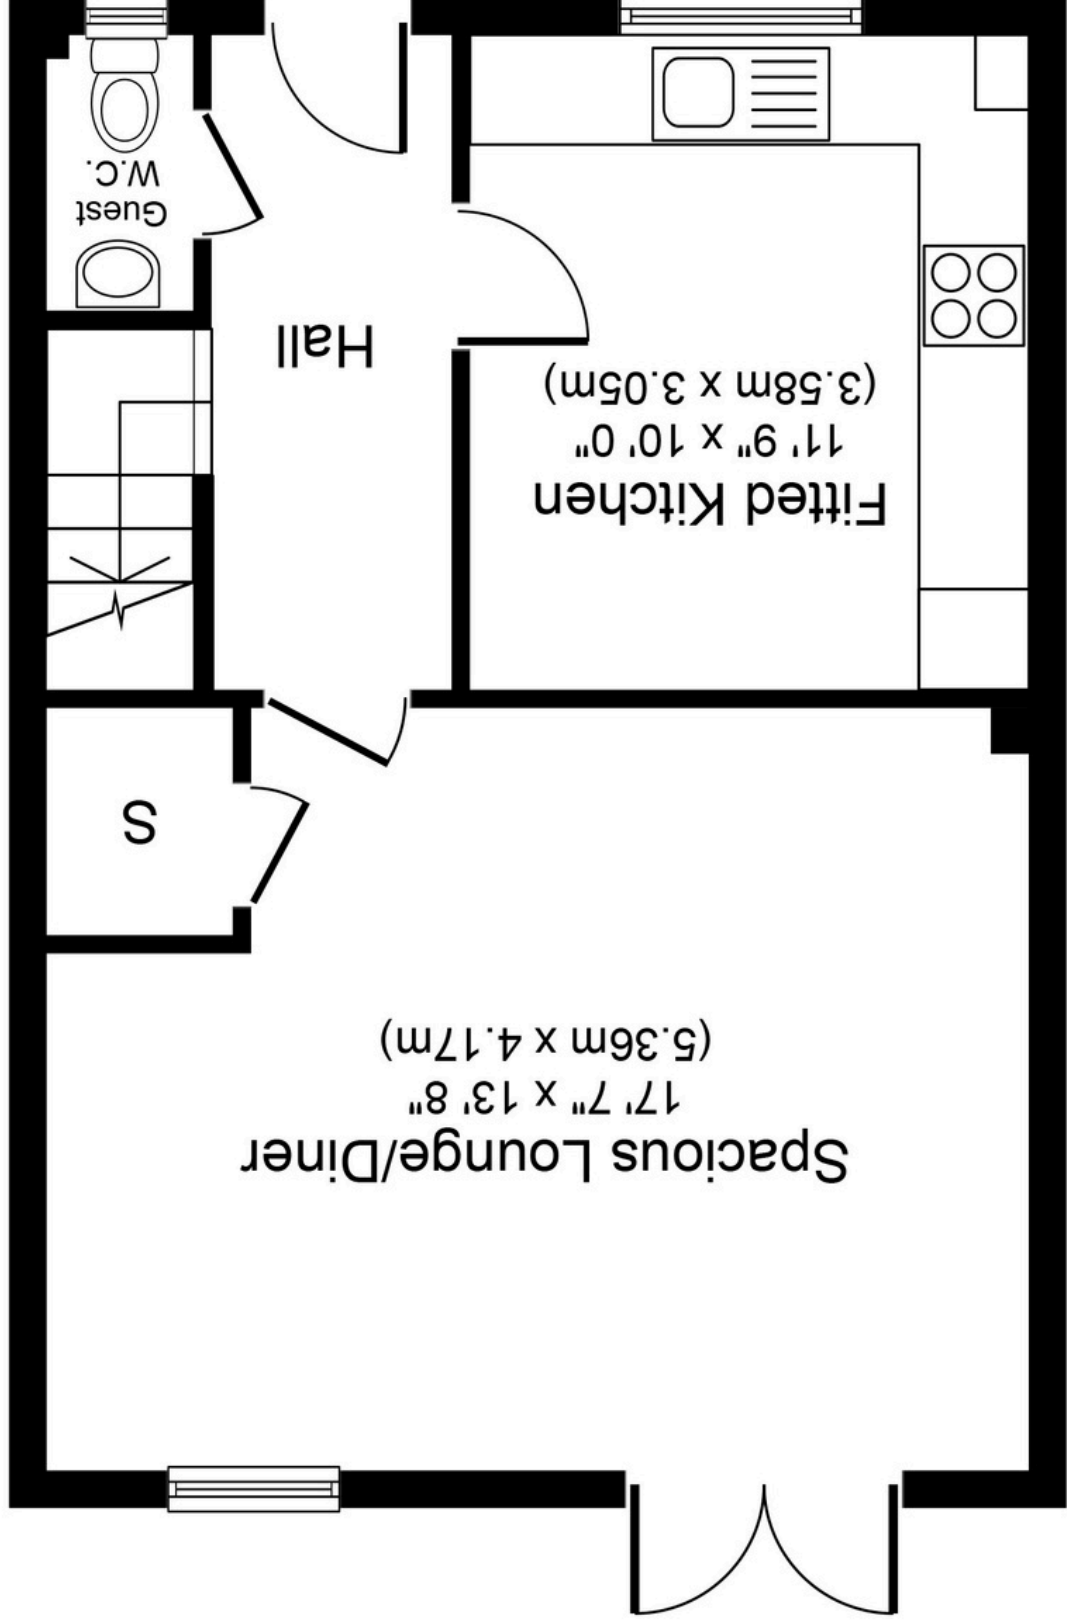 Spacious Lounge/Diner
17' 7" x 13' 8"
(5.36m x 4.17m)
S
Fitted Kitchen
11' 9" x 10' 0"
(3.58m x 3.05m)
Hall
Guest
W.C.